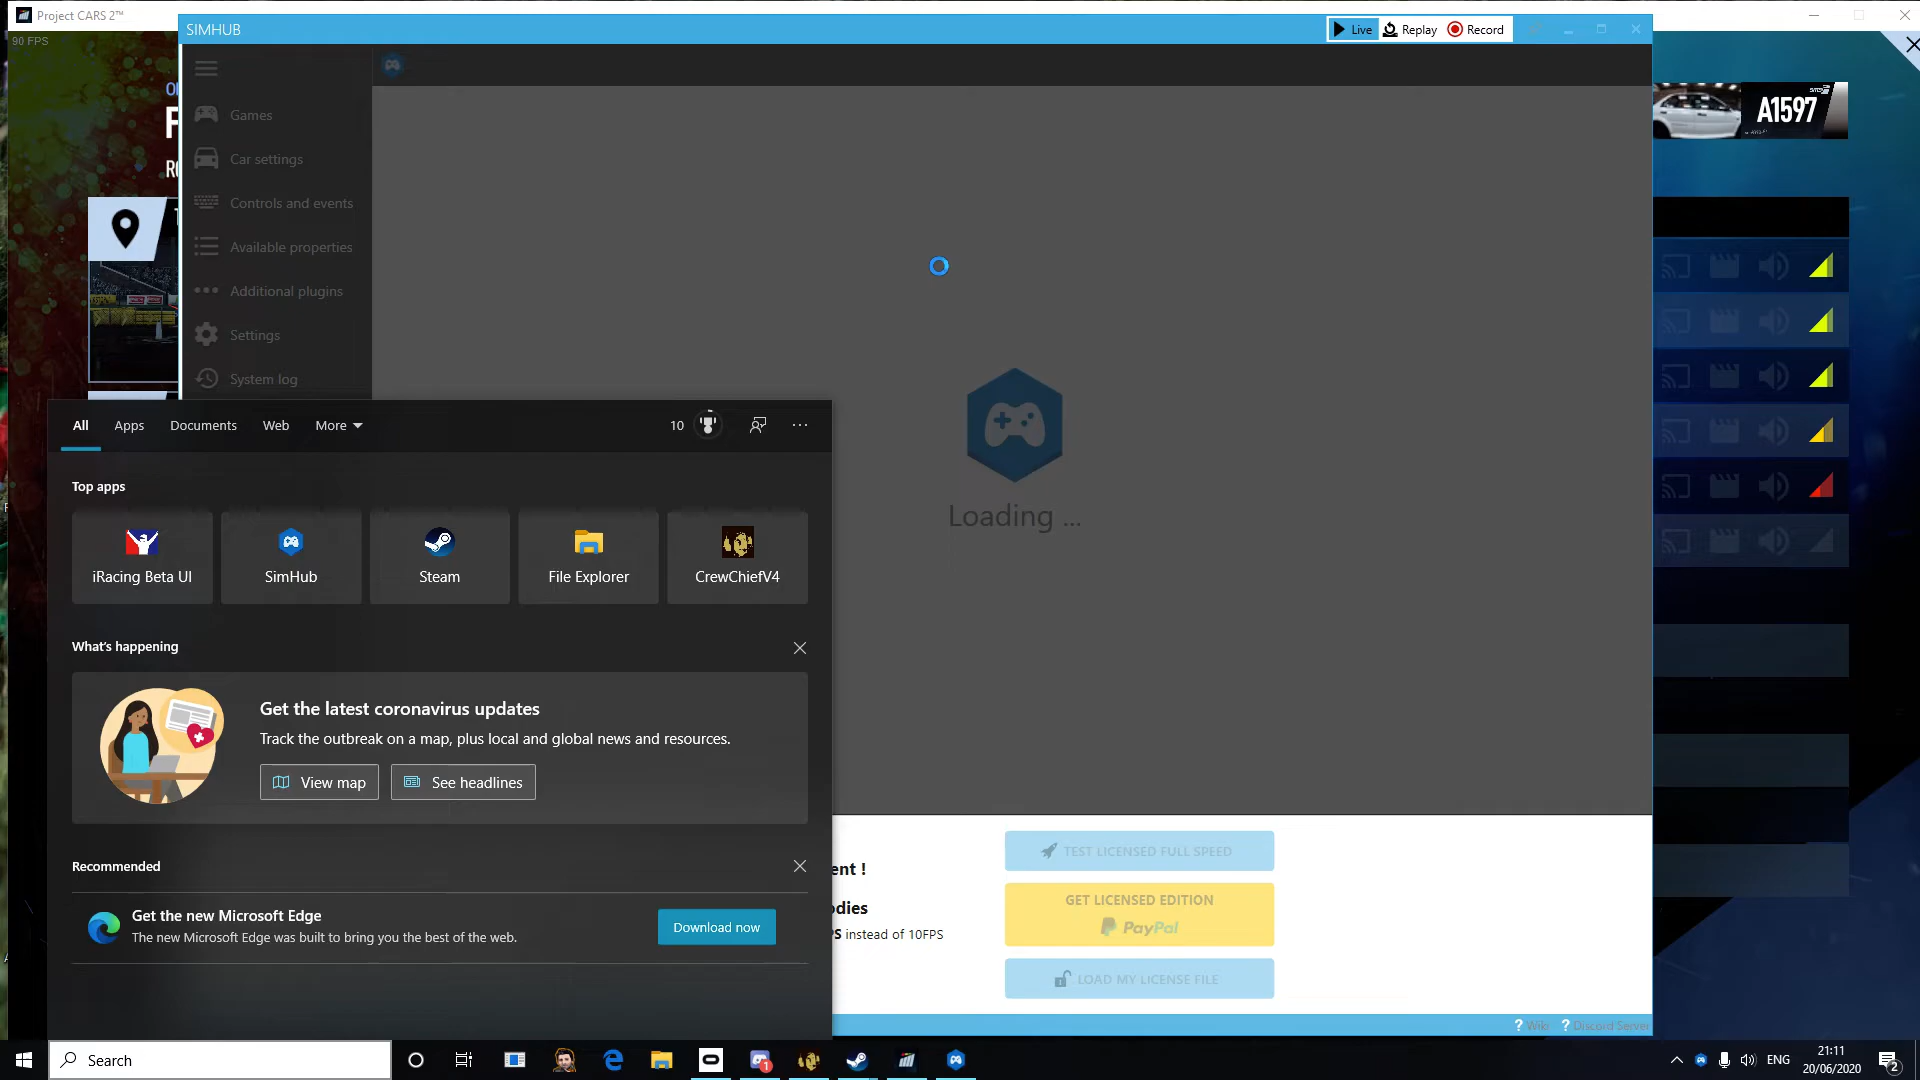 Project CARS 2™
90 FPS
SIMHUB
Live
Replay
Record
Games
Car settings
Controls and events
Available properties
Additional plugins
Settings
System log
A1597
Loading ...
All
Apps
Documents
Web
More
10
Top apps
iRacing Beta UI
SimHub
Steam
File Explorer
CrewChiefV4
What's happening
Get the latest coronavirus updates
Track the outbreak on a map, plus local and global news and resources.
View map
See headlines
Recommended
Get the new Microsoft Edge
The new Microsoft Edge was built to bring you the best of the web.
Download now
ent !
odies
PS instead of 10FPS
TEST LICENSED FULL SPEED
GET LICENSED EDITION
PayPal
LOAD MY LICENSE FILE
? Wiki
? Discord Server
Search
1
ENG
21:11
20/06/2020
2